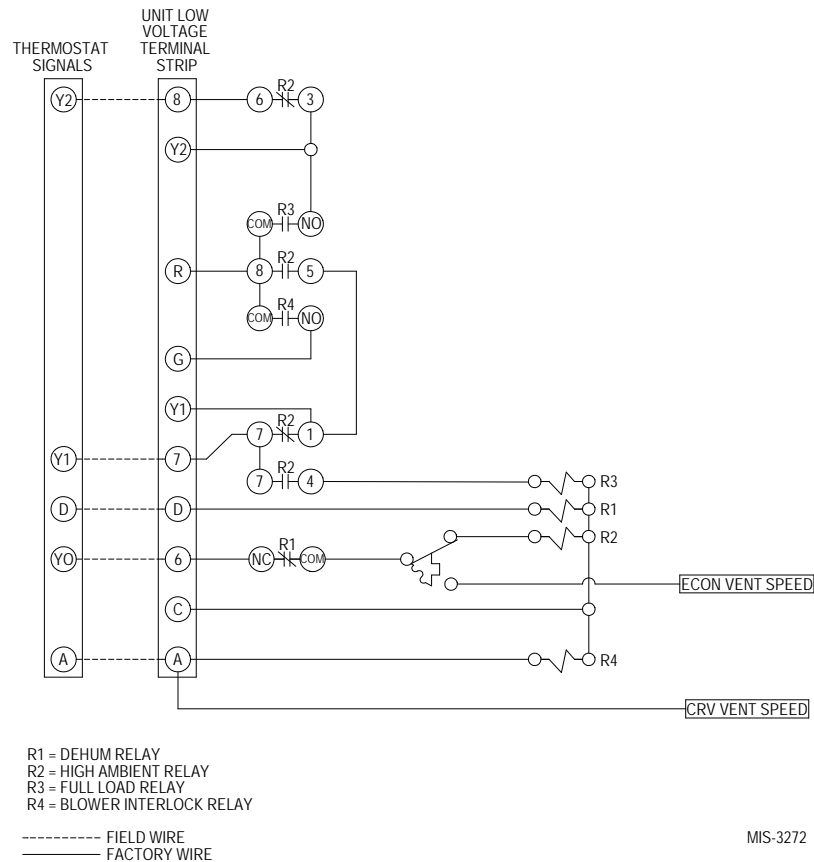 THERMOSTAT
SIGNALS
UNIT LOW
VOLTAGE
TERMINAL
STRIP
Y2
8
6
R2
3
Y2
COM
R3
NO
R
8
R2
5
COM
R4
NO
G
Y1
7
R2
1
Y1
7
7
R2
4
R3
D
D
R1
YO
6
NC
R1
COM
R2
ECON VENT SPEED
C
A
A
R4
CRV VENT SPEED
R1 = DEHUM RELAY
R2 = HIGH AMBIENT RELAY
R3 = FULL LOAD RELAY
R4 = BLOWER INTERLOCK RELAY
FIELD WIRE
FACTORY WIRE
MIS-3272